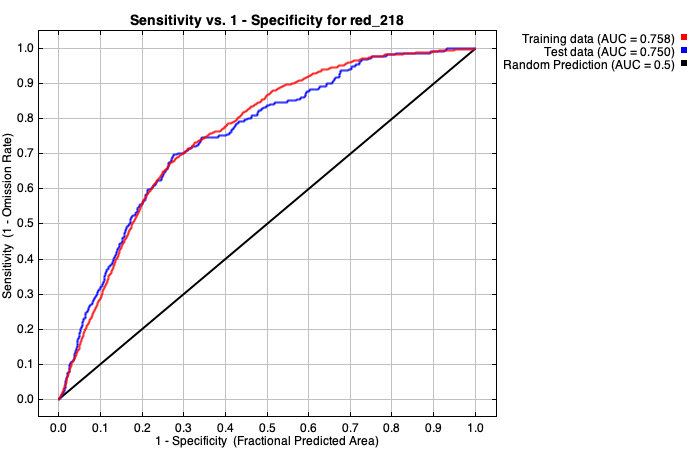 Sensitivity vs. 1 - Specificity for red_218
Training data (AUC = 0.758)
Test data (AUC = 0.750)
Random Prediction (AUC = 0.5)
Sensitivity (1 - Omission Rate)
1.0
0.9
0.8
0.7
0.6
0.5
0.4
0.3
0.2
0.1
0.0
0.0 0.1 0.2 0.3 0.4 0.5 0.6 0.7 0.8 0.9 1.0
1 - Specificity (Fractional Predicted Area)